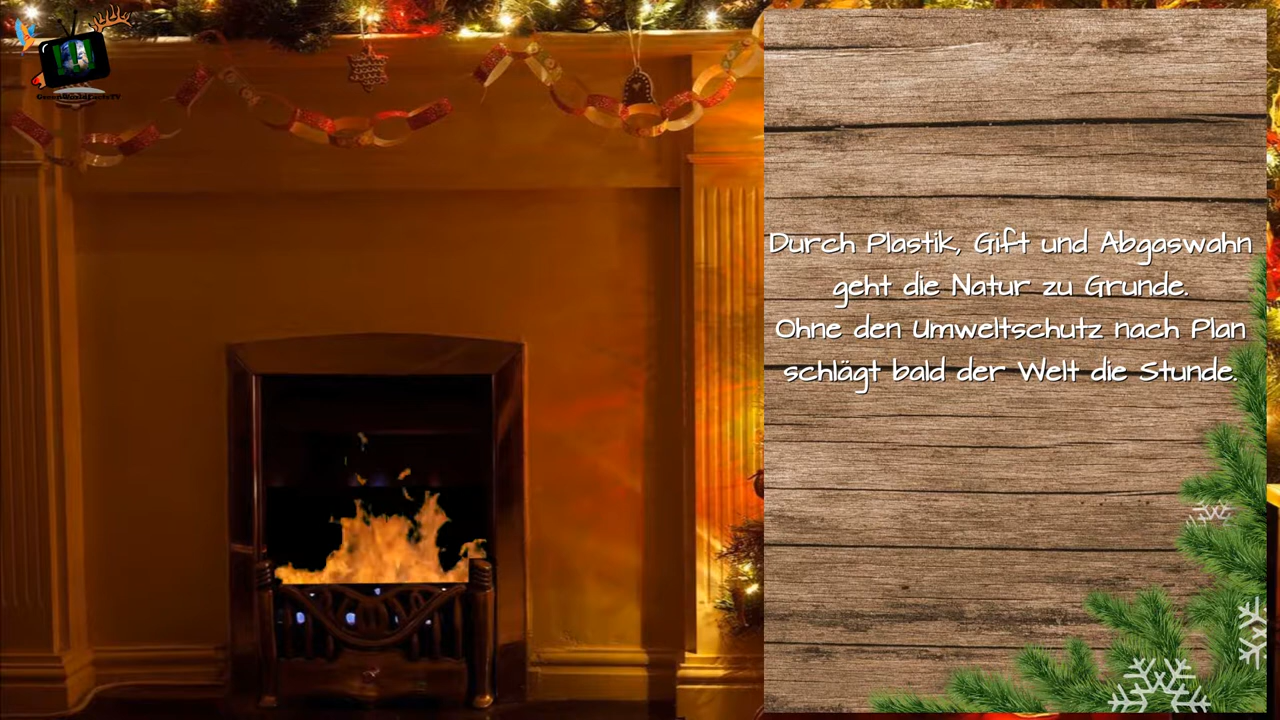 Durch Plastik, Gift und Abgaswahn
geht die Natur zu Grunde.
Ohne den Umweltschutz nach Plan
schlägt bald der Welt die Stunde.